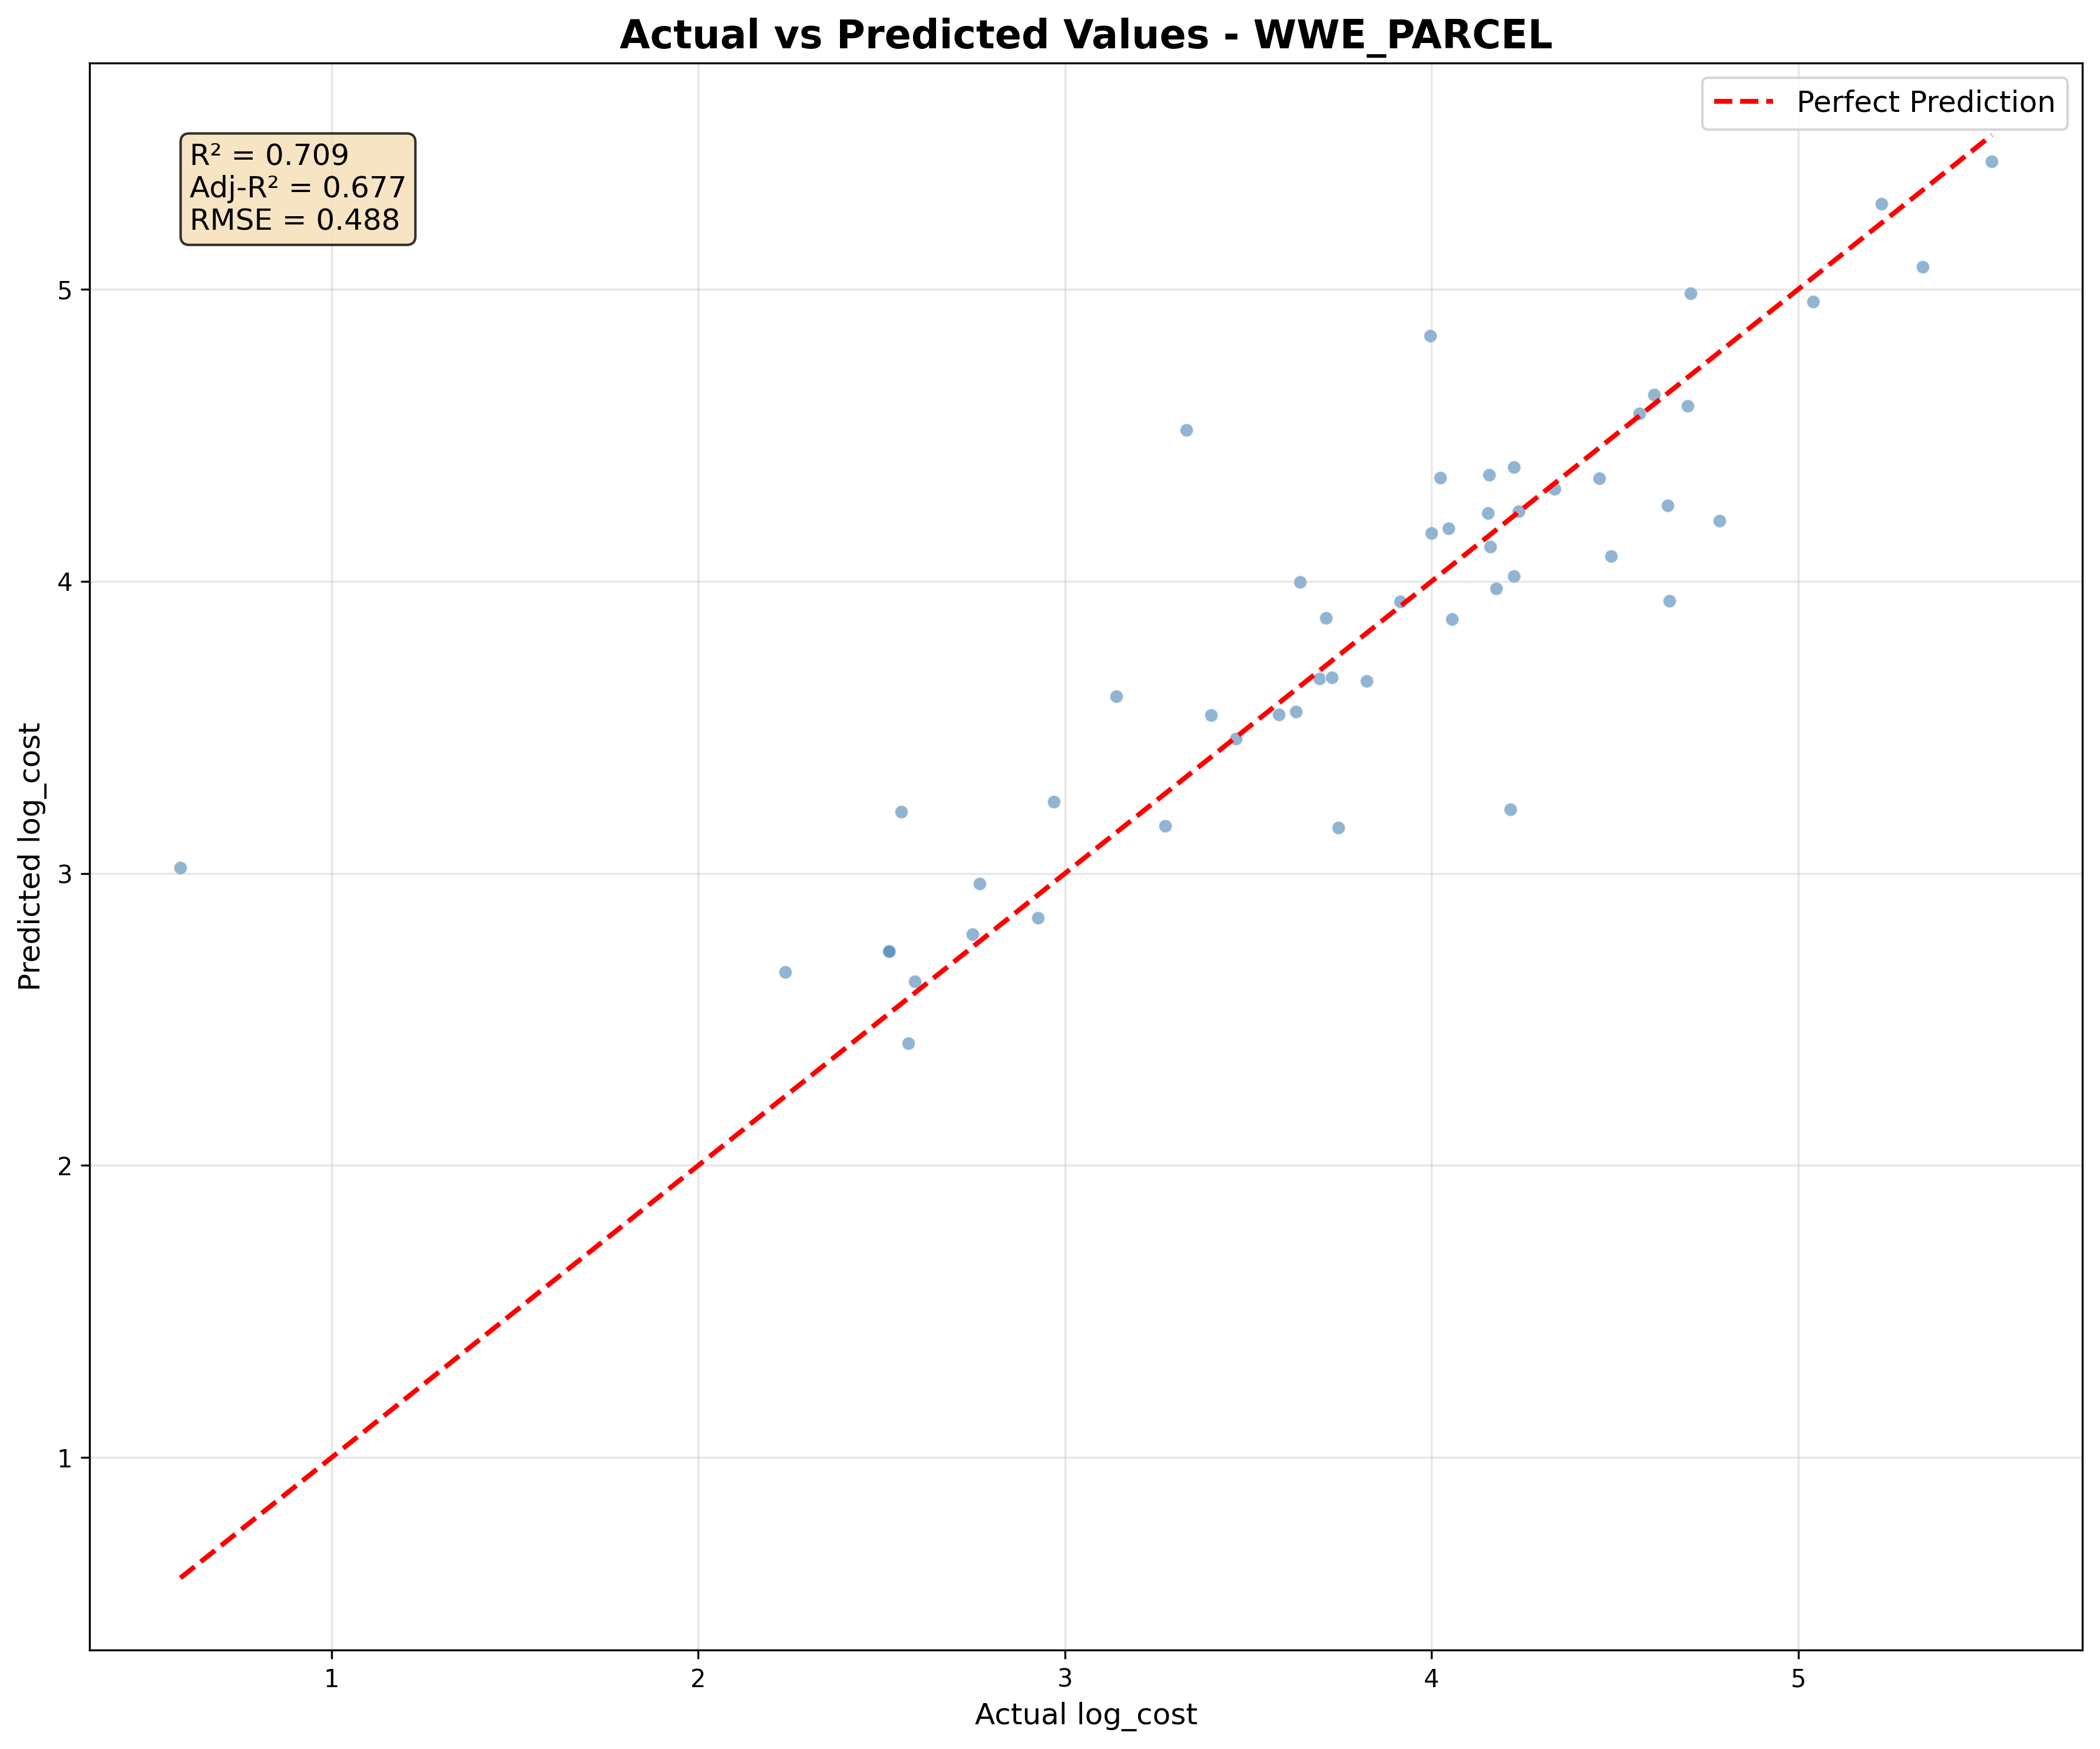 Actual vs Predicted Values - WWE_PARCEL
Perfect Prediction
R² = 0.709
Adj-R² = 0.677
RMSE = 0.488
5
4
3
2
1
Predicted log_cost
1
2
3
4
5
Actual log_cost